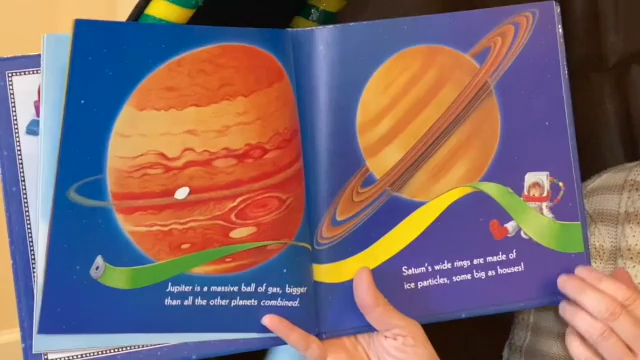 Jupiter is a massive ball of gas, bigger
than all the other planets combined.
Saturn's wide rings are made of
ice particles, some big as houses!